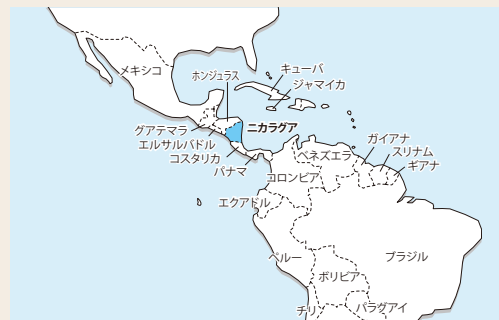 メキシコ
ホンジュラス
キューバ
ジャマイカ
グアテマラ
エルサルバドル
コスタリカ
パナマ
ニカラグア
ベネズエラ
ガイアナ
スリナム
ギアナ
コロンビア
エクアドル
ペルー
ブラジル
ボリビア
チリ
パラグアイ